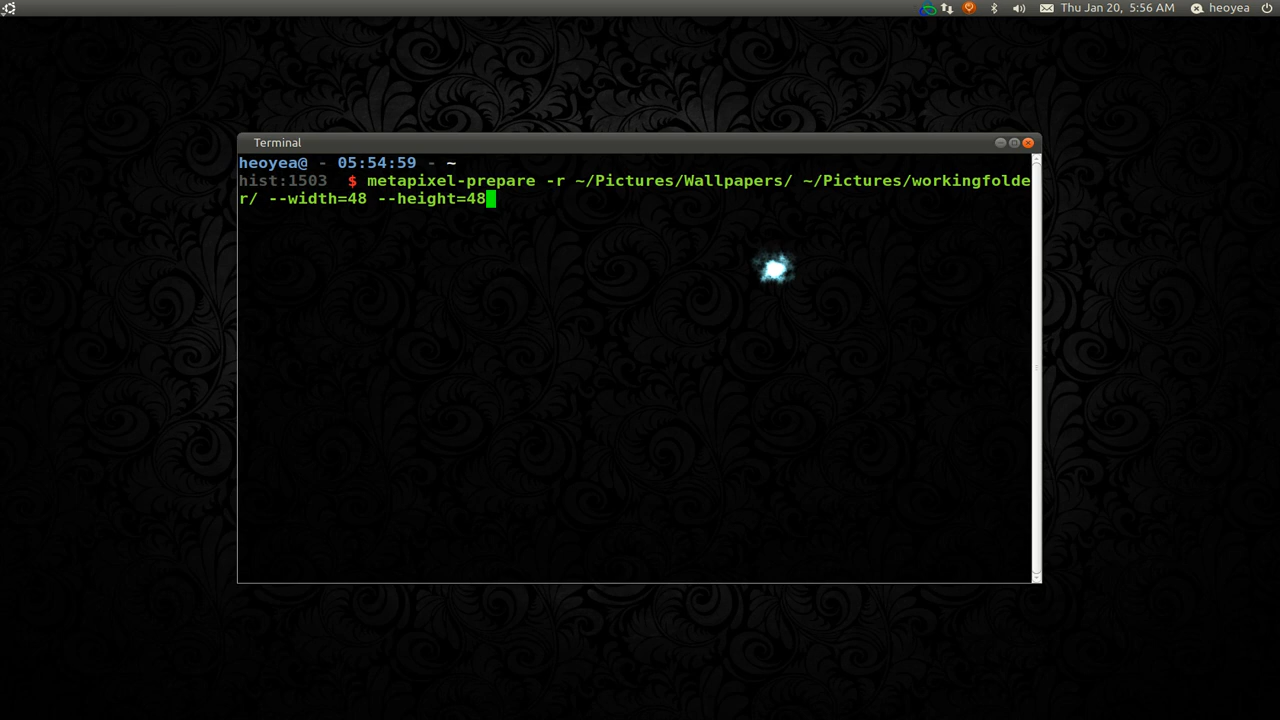 Thu Jan 20, 5:56 AM heoyea
Terminal
heoyea@ - 05:54:59 - ~
hist:1503 $ metapixel-prepare -r ~/Pictures/Wallpapers/ ~/Pictures/workingfolde
r/ --width=48 --height=48